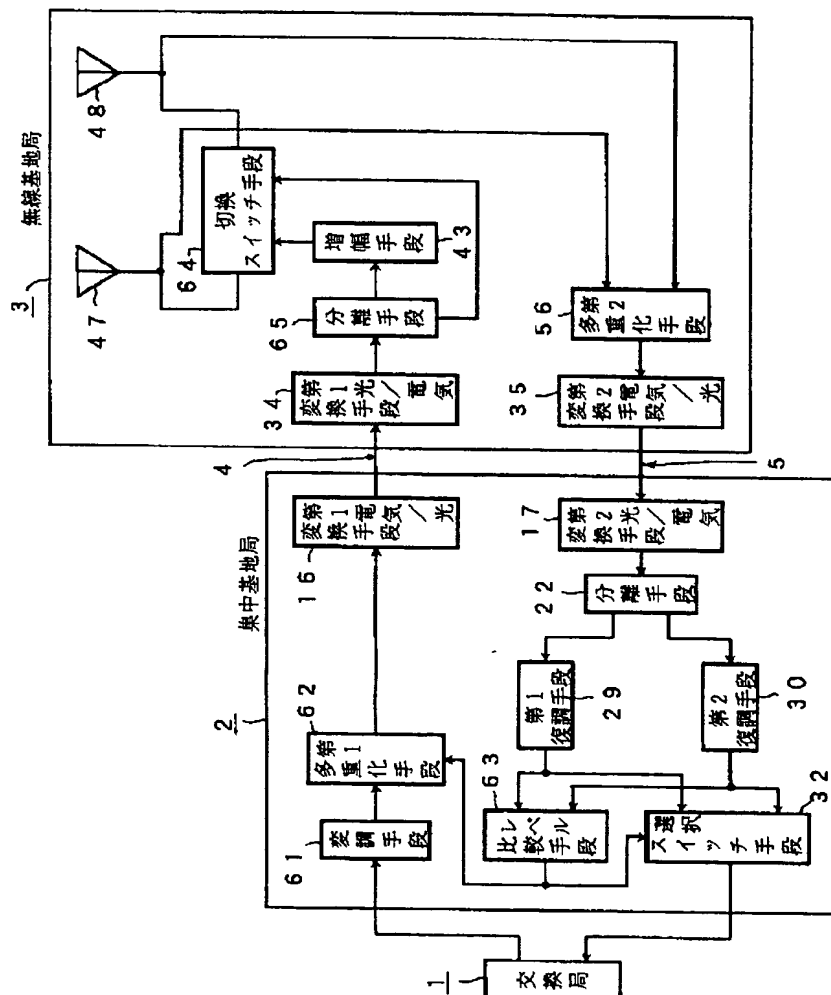 無線基地局
3
48
47
切換
スイッチ手段
64
増幅手段
43
分離手段
65
第1光/電気
変換手段
34
第2
多重化手段
56
第2電気/光
変換手段
35
4
5
集中基地局
2
第1電気/光
変換手段
16
第2光/電気
変換手段
17
分離手段
22
第1
多重化手段
62
変調手段
61
第1
復調手段
29
第2
復調手段
30
レベル
比較手段
63
選択
スイッチ手段
32
1
交換局